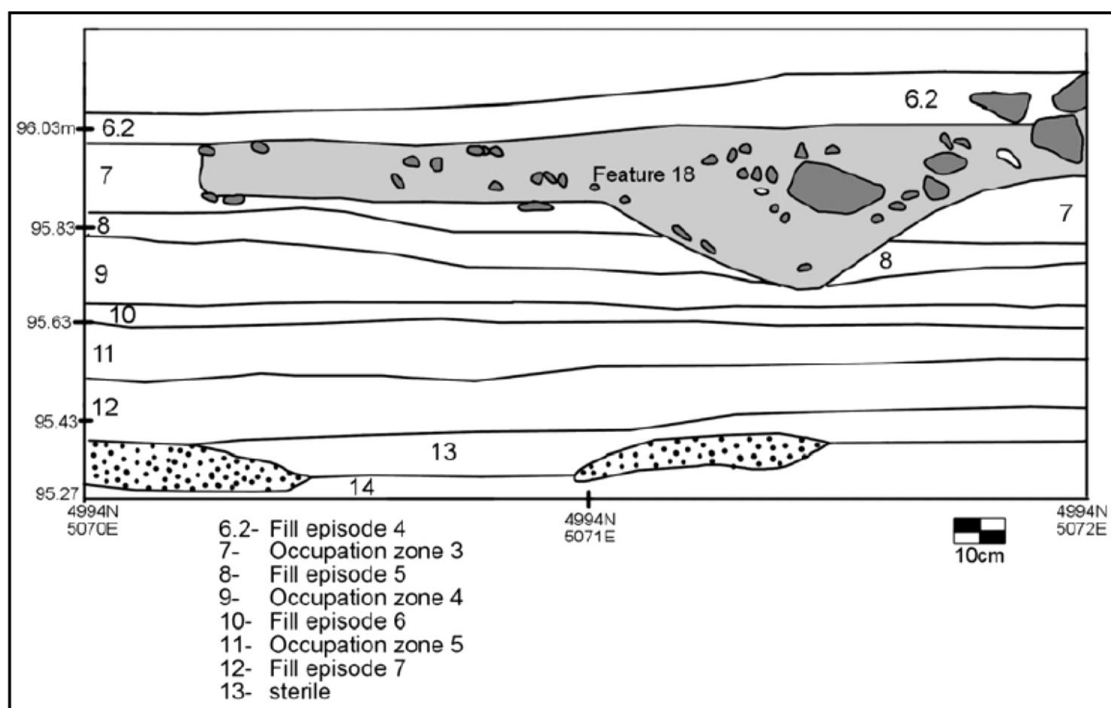 6.2
96.03m
6.2
7
Feature 18
7
8
95.83
8
9
10
95.63
11
12
95.43
13
14
95.27
4994N
5070E
4994N
5071E
4994N
5072E
10cm
6.2- Fill episode 4
7- Occupation zone 3
8- Fill episode 5
9- Occupation zone 4
10- Fill episode 6
11- Occupation zone 5
12- Fill episode 7
13- sterile